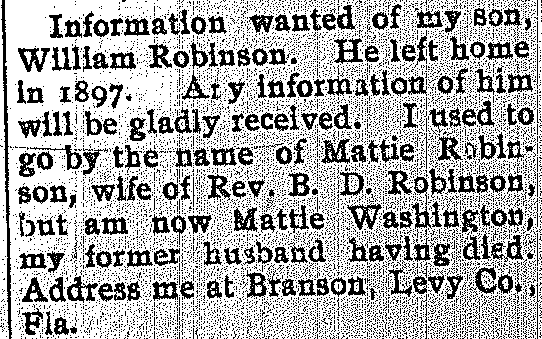 Information wanted of my son,
William Robinson. He left home
in 1897. Any information of him
will be gladly received. I used to
go by the name of Mattie Robin-
son, wife of Rev. B. D. Robinson,
but am now Mattie Washington,
my former husband having died.
Address me at Branson, Levy Co.,
Fla.